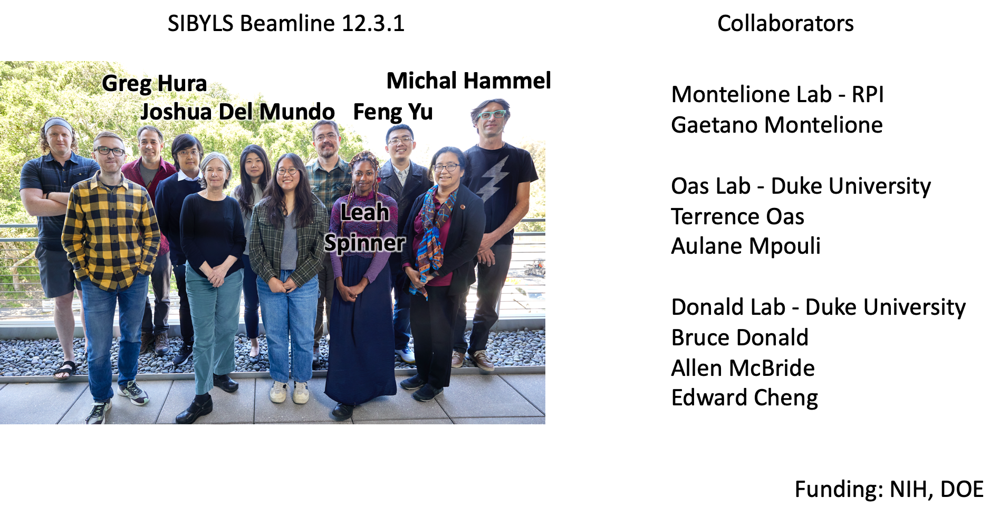 SIBYLS Beamline 12.3.1
Greg Hura
Michal Hammel
Joshua Del Mundo
Feng Yu
Leah
Spinner
Collaborators
Montelione Lab - RPI
Gaetano Montelione
Oas Lab - Duke University
Terrence Oas
Aulane Mpouli
Donald Lab - Duke University
Bruce Donald
Allen McBride
Edward Cheng
Funding: NIH, DOE